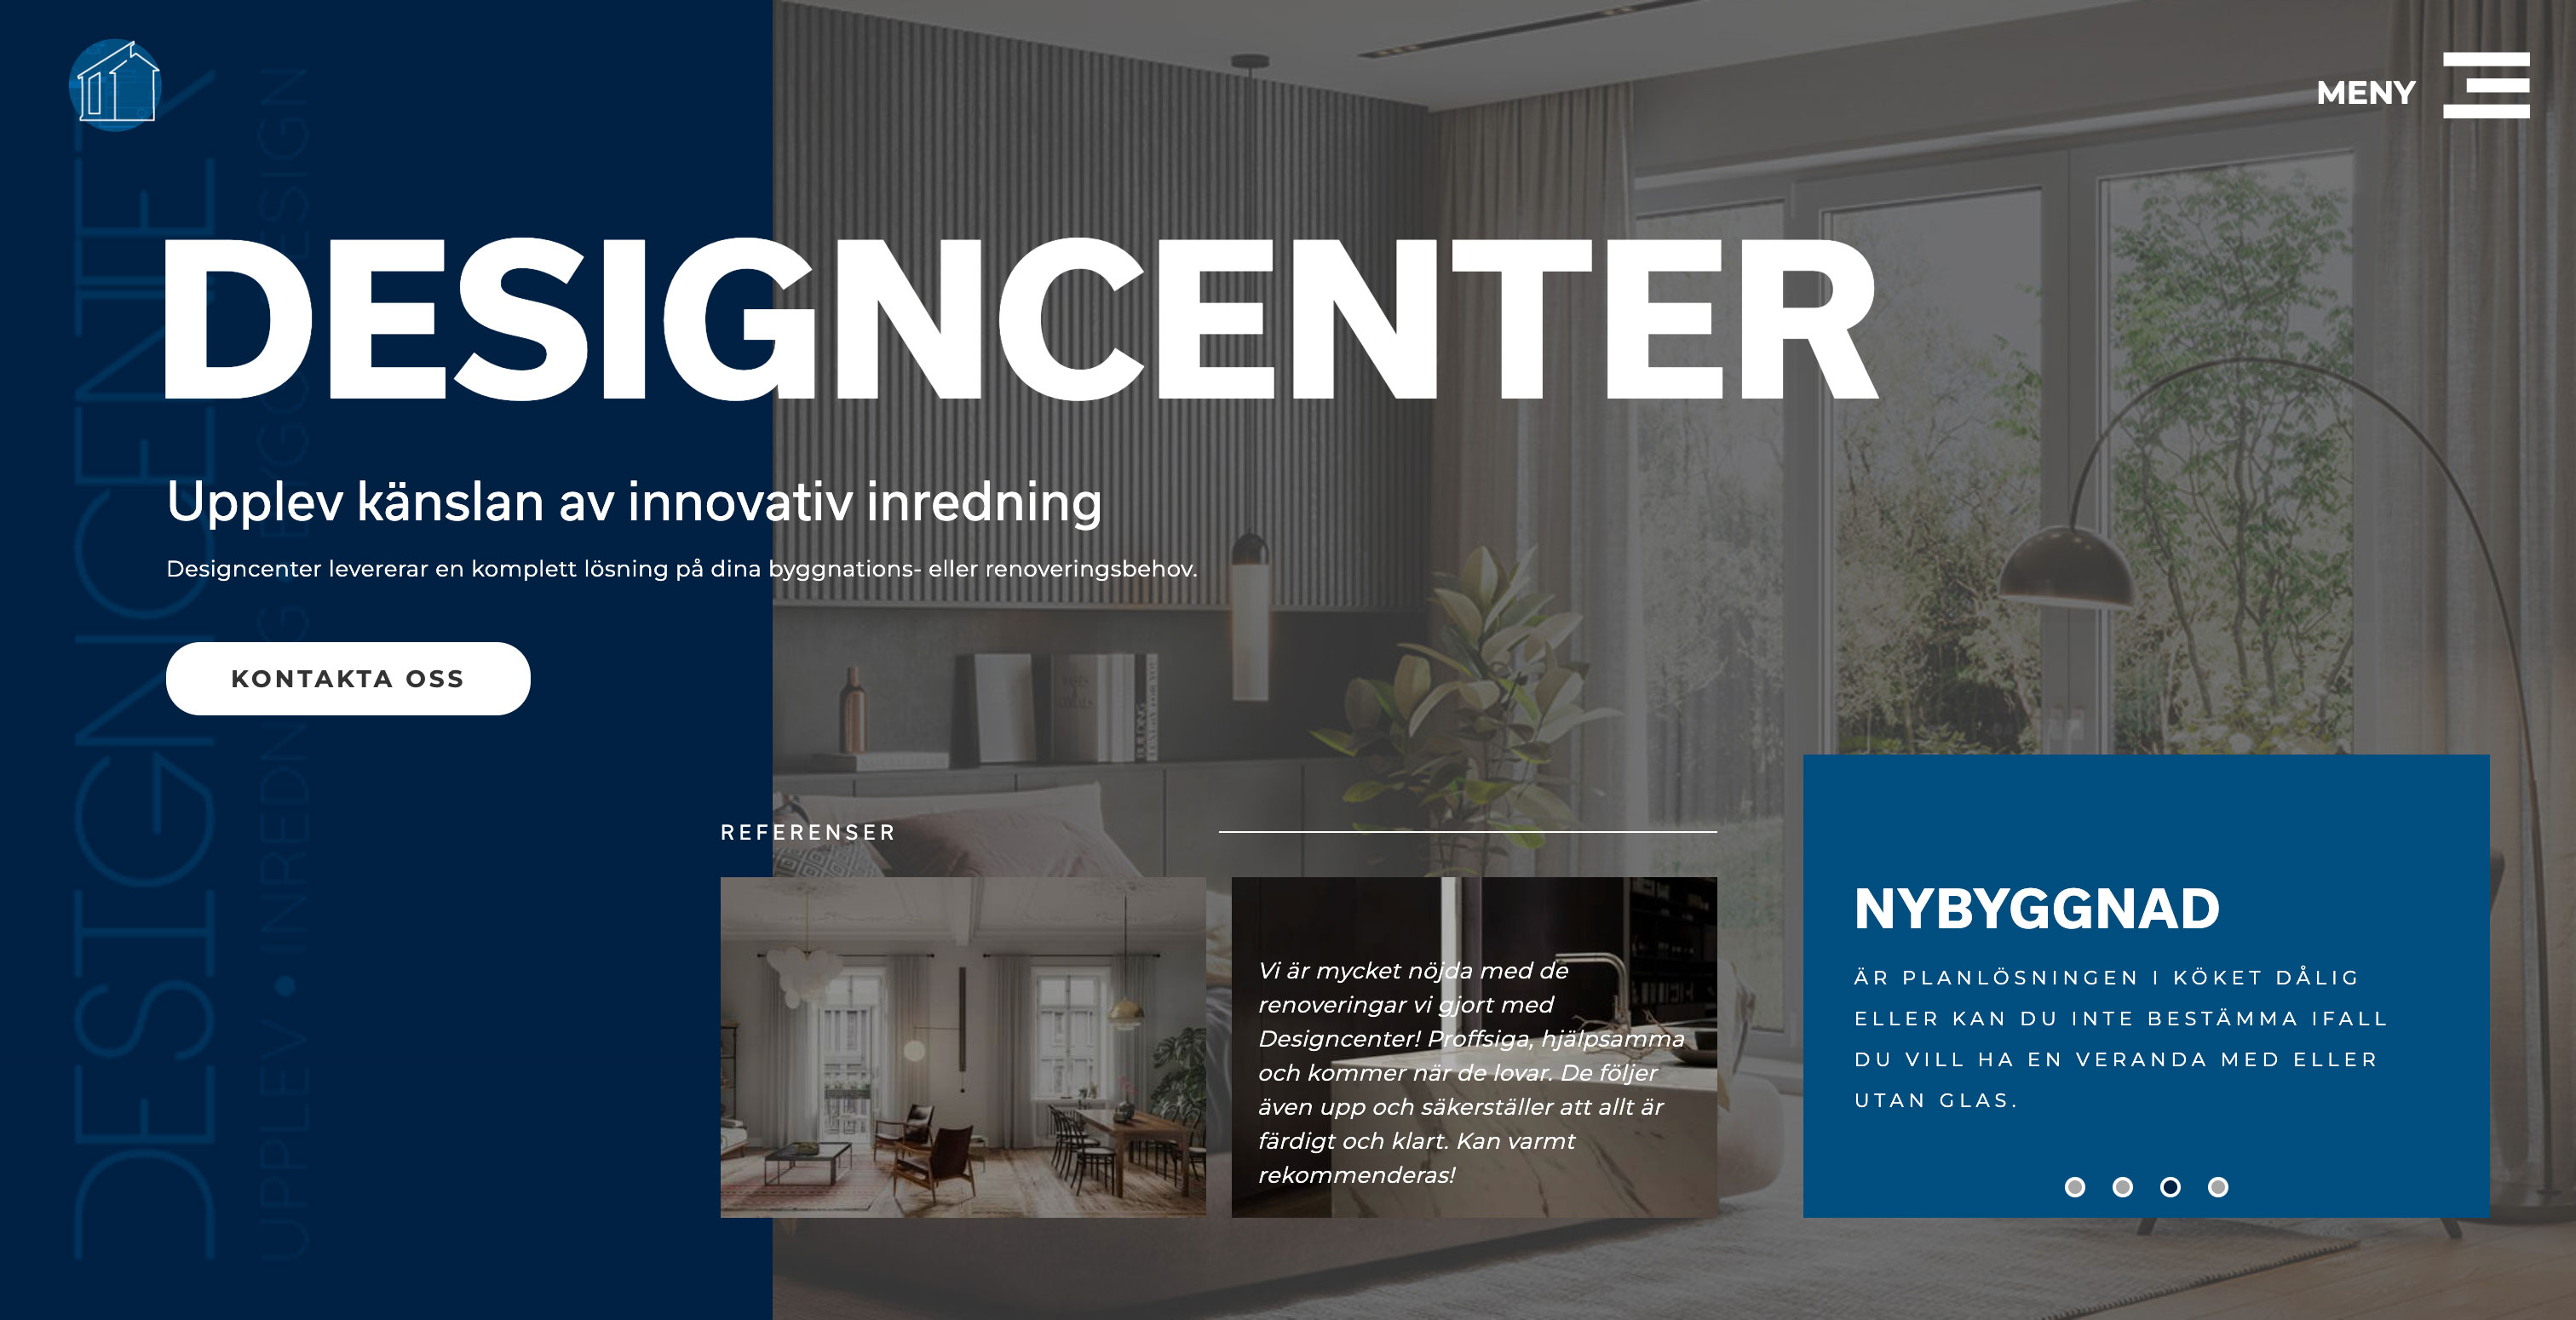 MENY
DESIGNCENTER
Upplev känslan av innovativ inredning
Designcenter levererar en komplett lösning på dina byggnations- eller renoveringsbehov.
KONTAKTA OSS
REFERENSER
Vi är mycket nöjda med de
renoveringar vi gjort med
Designcenter! Proffsiga, hjälpsamma
och kommer när de lovar. De följer
även upp och säkerställer att allt är
färdigt och klart. Kan varmt
rekommenderas!
NYBYGGNAD
ÄR PLANLÖSNINGEN I KÖKET DÅLIG
ELLER KAN DU INTE BESTÄMMA IFALL
DU VILL HA EN VERANDA MED ELLER
UTAN GLAS.
DESIGNCENTER
UPPLEV • INREDNING